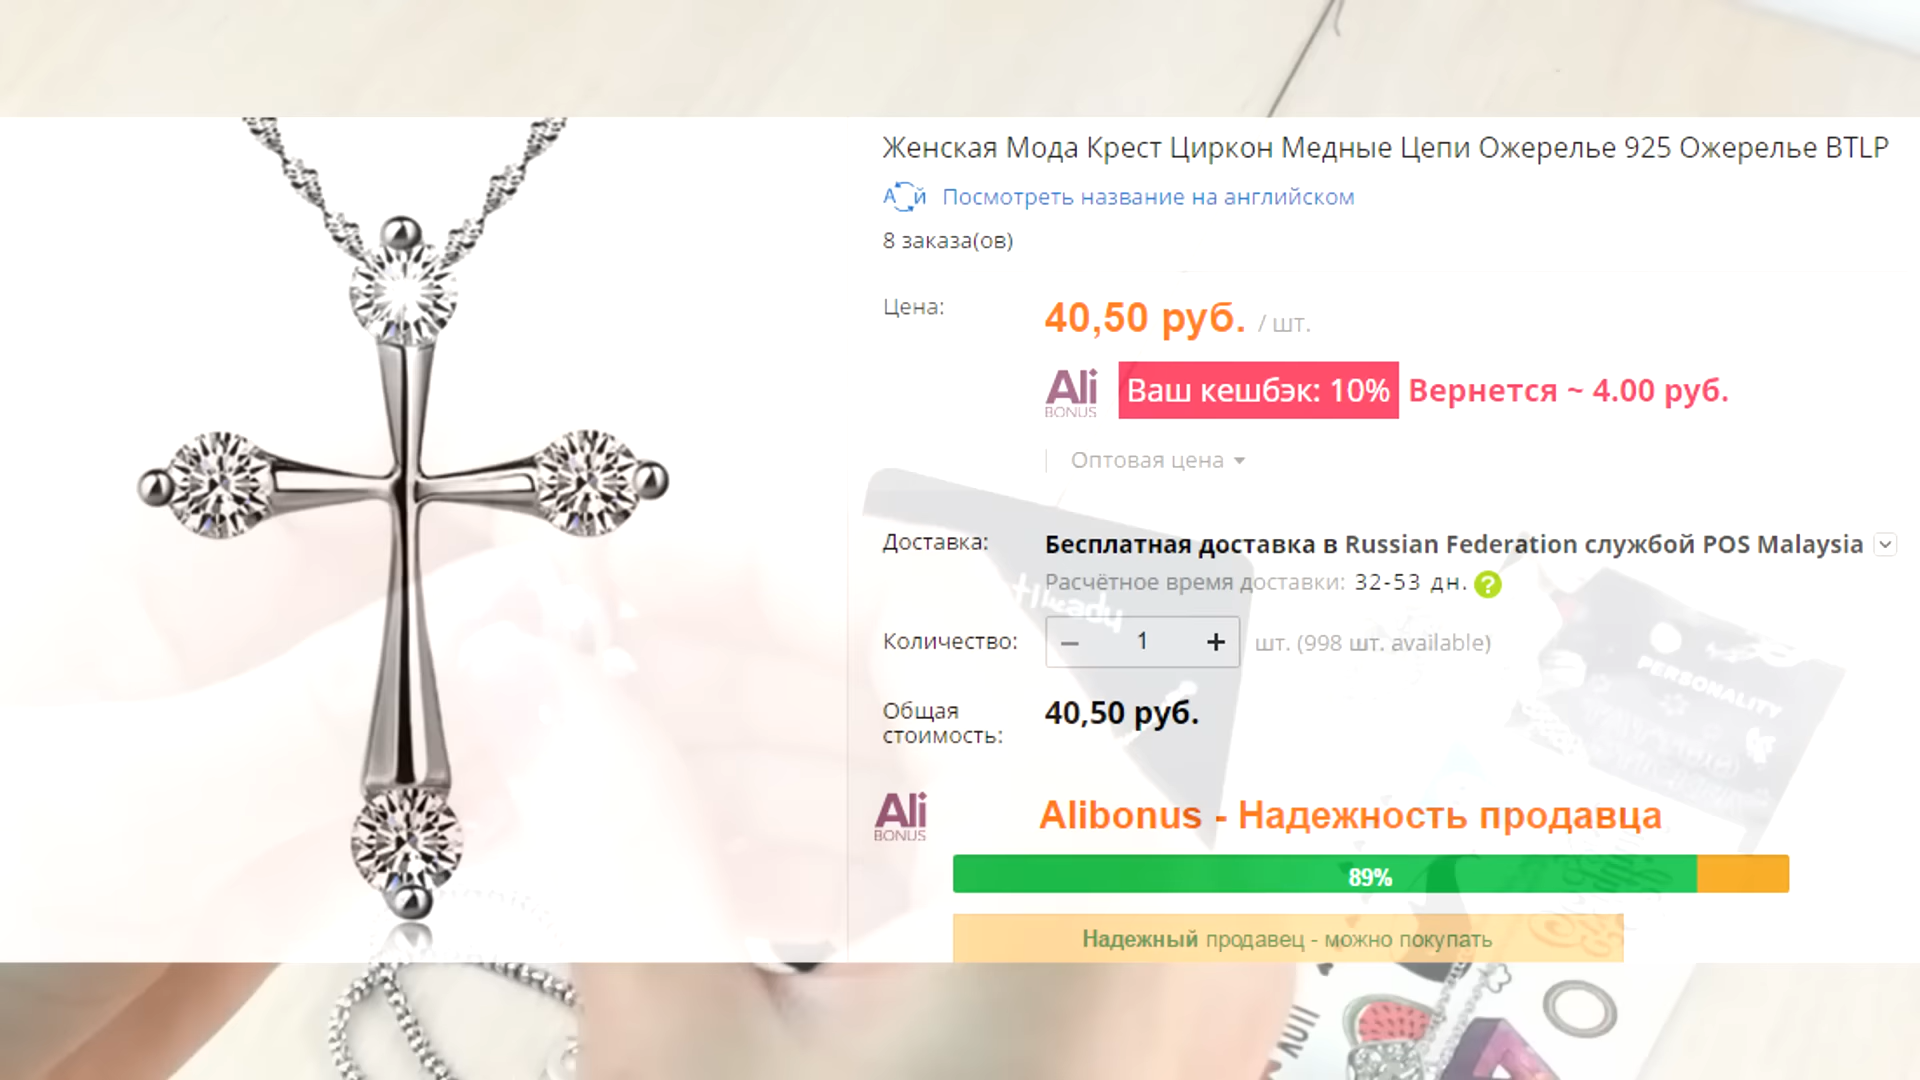 Женская Мода Крест Циркон Медные Цепи Ожерелье 925 Ожерелье BTLP
Aй Посмотреть название на английском
8 заказа(ов)
Цена: 40,50 руб. / шт.
Ali BONUS Ваш кешбэк: 10% Вернется ~ 4.00 руб.
Оптовая цена
Доставка: Бесплатная доставка в Russian Federation службой POS Malaysia
Расчётное время доставки: 32-53 дн. ?
Количество: − 1 + шт. (998 шт. available)
Общая стоимость: 40,50 руб.
PERSONALITY
Ali BONUS Alibonus - Надежность продавца
89%
Надежный продавец - можно покупать